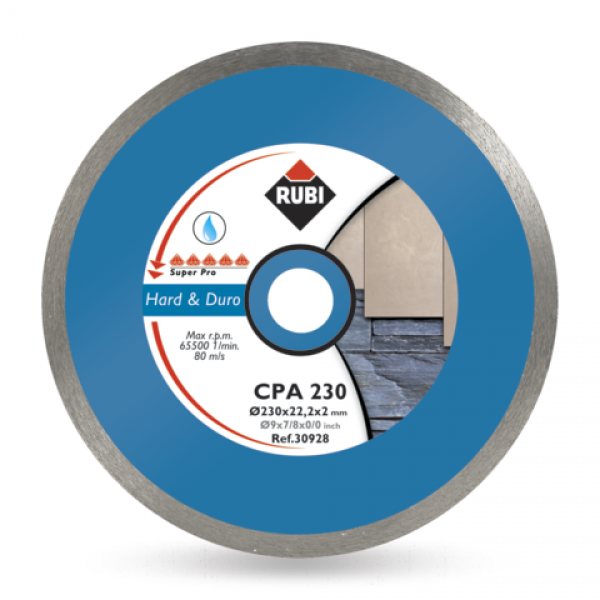 RUBI
Super Pro
Hard & Duro
Max r.p.m.
65500 1/min.
80 m/s
CPA 230
Ø230x22,2x2 mm
Ø9x7/8x0/0 inch
Ref.30928